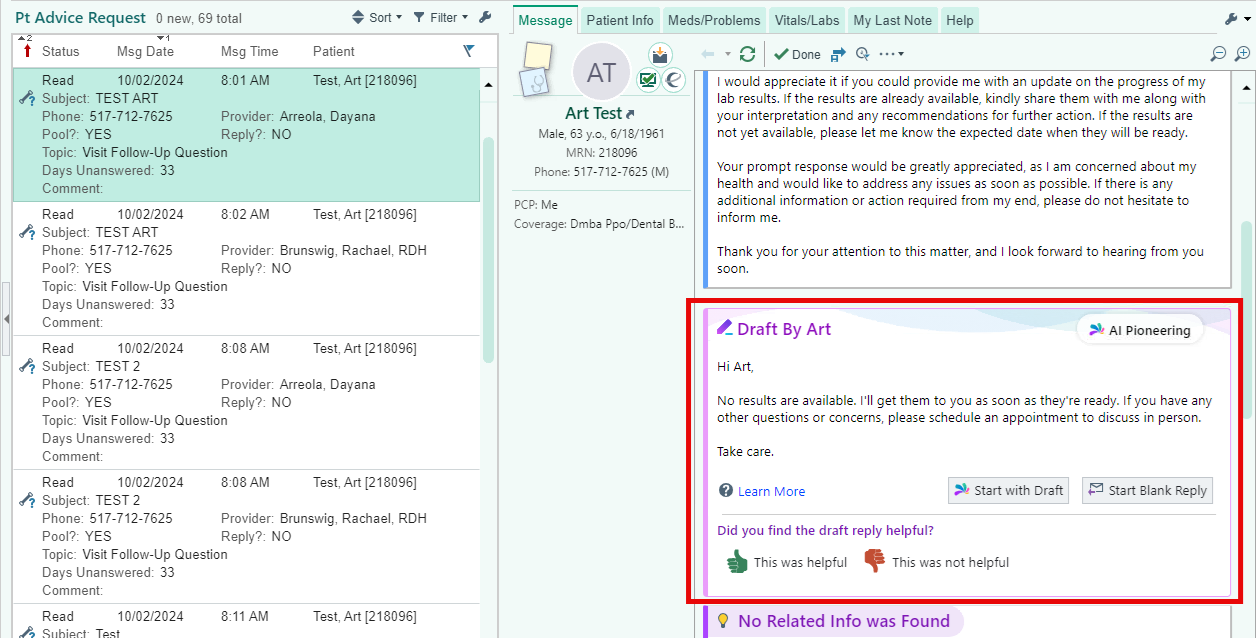 Pt Advice Request 0 new, 69 total Sort Filter
2 1
Status Msg Date Msg Time Patient
Read 10/02/2024 8:01 AM Test, Art [218096]
Subject: TEST ART
Phone: 517-712-7625 Provider: Arreola, Dayana
Pool?: YES Reply?: NO
Topic: Visit Follow-Up Question
Days Unanswered: 33
Comment:
Read 10/02/2024 8:02 AM Test, Art [218096]
Subject: TEST ART
Phone: 517-712-7625 Provider: Brunswig, Rachael, RDH
Pool?: YES Reply?: NO
Topic: Visit Follow-Up Question
Days Unanswered: 33
Comment:
Read 10/02/2024 8:08 AM Test, Art [218096]
Subject: TEST 2
Phone: 517-712-7625 Provider: Arreola, Dayana
Pool?: YES Reply?: NO
Topic: Visit Follow-Up Question
Days Unanswered: 33
Comment:
Read 10/02/2024 8:08 AM Test, Art [218096]
Subject: TEST 2
Phone: 517-712-7625 Provider: Brunswig, Rachael, RDH
Pool?: YES Reply?: NO
Topic: Visit Follow-Up Question
Days Unanswered: 33
Comment:
Read 10/02/2024 8:11 AM Test, Art [218096]
Subject: Test
Message Patient Info Meds/Problems Vitals/Labs My Last Note Help
AT
Art Test
Male, 63 y.o., 6/18/1961
MRN: 218096
Phone: 517-712-7625 (M)
PCP: Me
Coverage: Dmba Ppo/Dental B...
Done
I would appreciate it if you could provide me with an update on the progress of my
lab results. If the results are already available, kindly share them with me along with
your interpretation and any recommendations for further action. If the results are
not yet available, please let me know the expected date when they will be ready.
Your prompt response would be greatly appreciated, as I am concerned about my
health and would like to address any issues as soon as possible. If there is any
additional information or action required from my end, please do not hesitate to
inform me.
Thank you for your attention to this matter, and I look forward to hearing from you
soon.
Draft By Art AI Pioneering
Hi Art,
No results are available. I'll get them to you as soon as they're ready. If you have any
other questions or concerns, please schedule an appointment to discuss in person.
Take care.
Learn More Start with Draft Start Blank Reply
Did you find the draft reply helpful?
This was helpful This was not helpful
No Related Info was Found